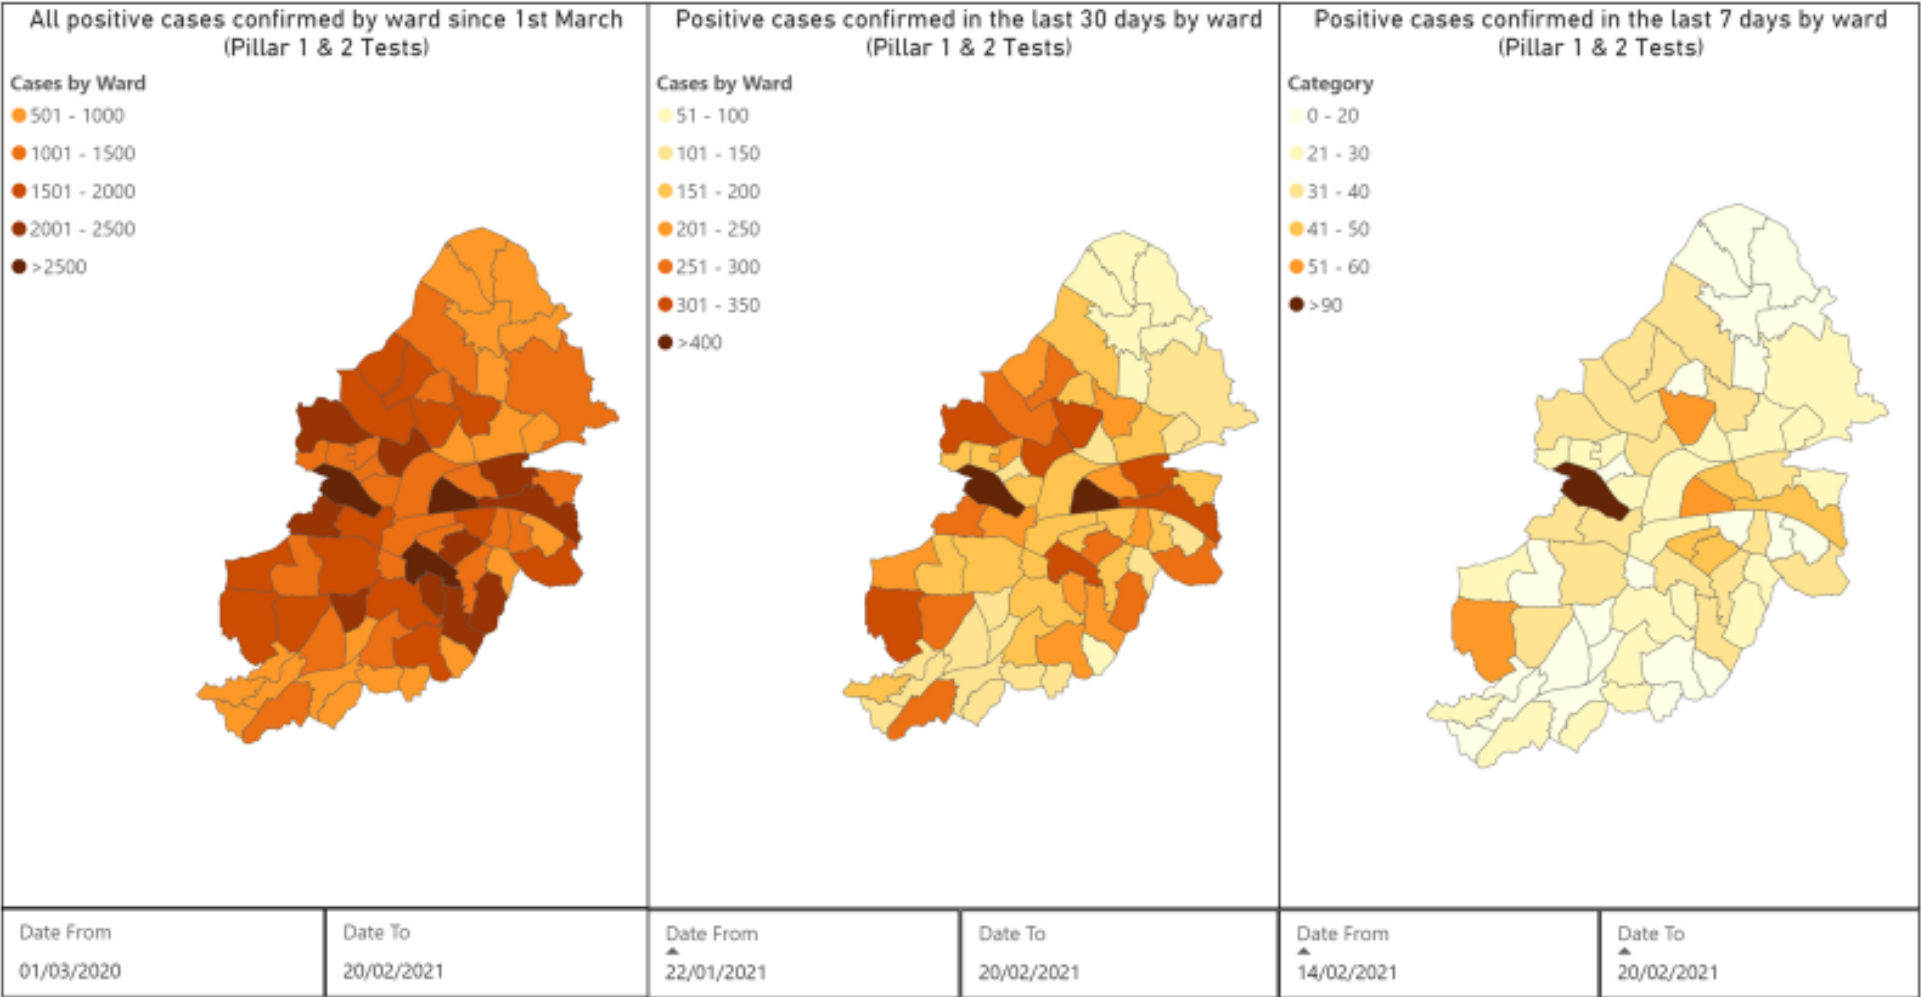 All positive cases confirmed by ward since 1st March
(Pillar 1 & 2 Tests)
Cases by Ward
501 - 1000
1001 - 1500
1501 - 2000
2001 - 2500
>2500
Date From
01/03/2020
Date To
20/02/2021
Positive cases confirmed in the last 30 days by ward
(Pillar 1 & 2 Tests)
Cases by Ward
51 - 100
101 - 150
151 - 200
201 - 250
251 - 300
301 - 350
>400
Date From
22/01/2021
Date To
20/02/2021
Positive cases confirmed in the last 7 days by ward
(Pillar 1 & 2 Tests)
Category
0 - 20
21 - 30
31 - 40
41 - 50
51 - 60
>90
Date From
14/02/2021
Date To
20/02/2021